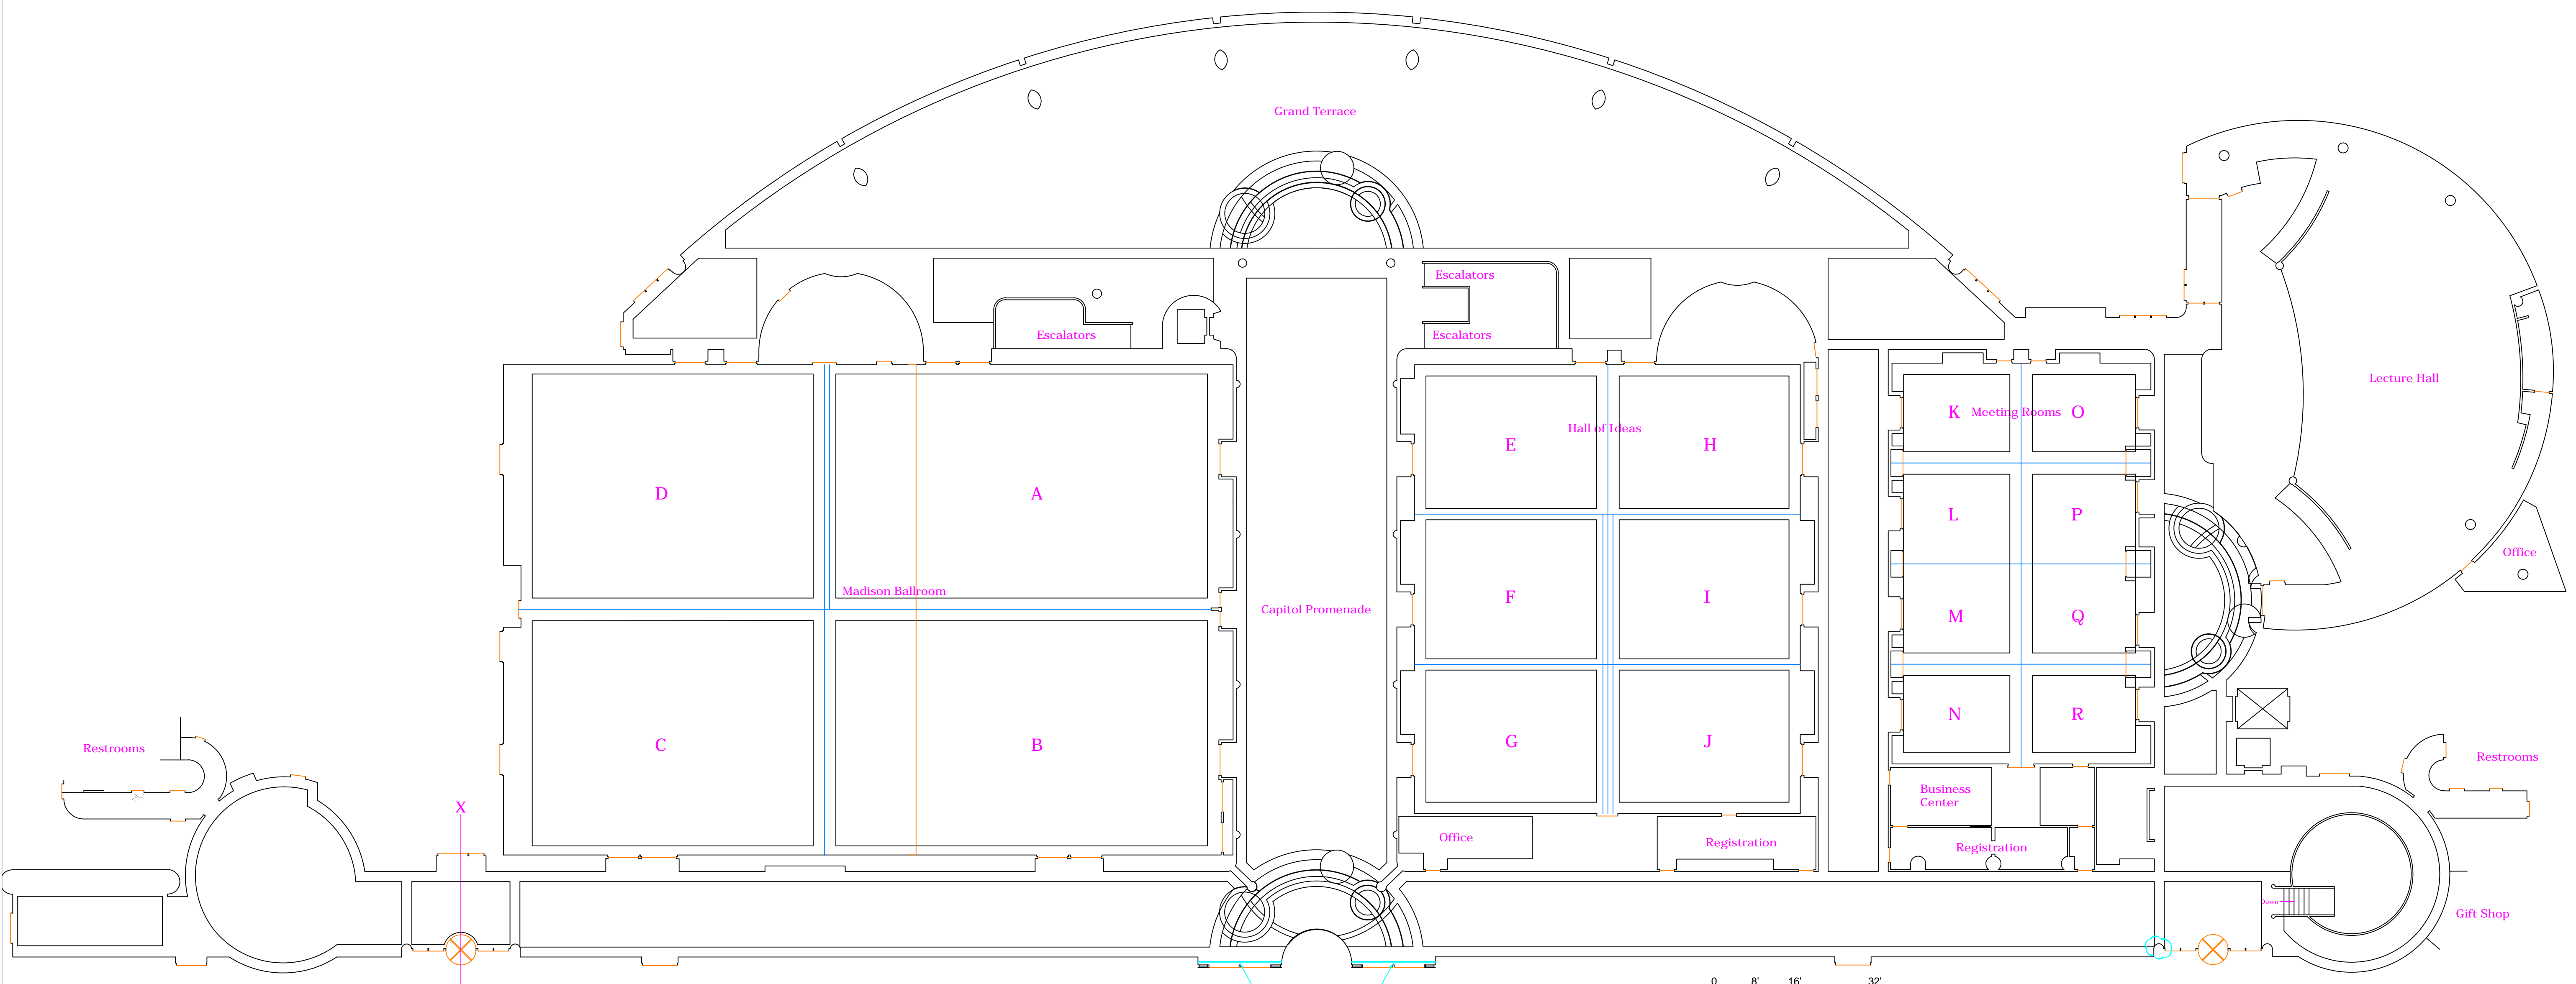 Grand Terrace
Escalators
Escalators
Escalators
Lecture Hall
K
Meeting Rooms
O
Hall of Ideas
E
H
D
A
L
P
Office
Madison Ballroom
F
I
Capitol Promenade
M
Q
N
R
C
B
G
J
Restrooms
Restrooms
Business
Center
X
Office
Registration
Registration
Down
Gift Shop
0 8' 16' 32'